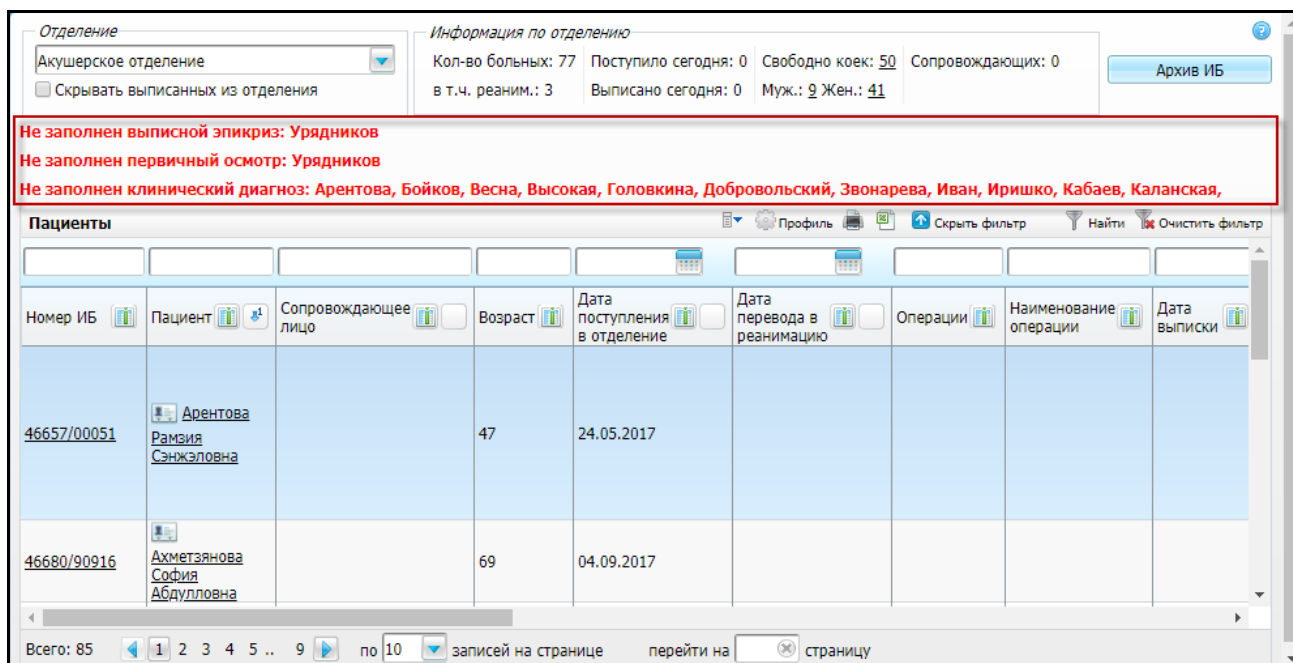 Отделение
Информация по отделению
Акушерское отделение
Кол-во больных: 77 Поступило сегодня: 0 Свободно коек: 50 Сопровождающих: 0
Архив ИБ
Скрывать выписанных из отделения
в т.ч. реаним.: 3 Выписано сегодня: 0 Муж.: 9 Жен.: 41
Не заполнен выписной эпикриз: Урядников
Не заполнен первичный осмотр: Урядников
Не заполнен клинический диагноз: Арентова, Бойков, Весна, Высокая, Головкина, Добровольский, Звонарева, Иван, Иришко, Кабаев, Каланская,
Пациенты
Профиль
Скрыть фильтр
Найти
Очистить фильтр
Номер ИБ
Пациент
1
Сопровождающее
лицо
Возраст
Дата
поступления
в отделение
Дата
перевода в
реанимацию
Операции
Наименование
операции
Дата
выписки
46657/00051
Арентова
Рамзия
Сэнжэловна
47
24.05.2017
46680/90916
Ахметзянова
София
Абдулловна
69
04.09.2017
Всего: 85 1 2 3 4 5 .. 9 по 10 записей на странице перейти на страницу